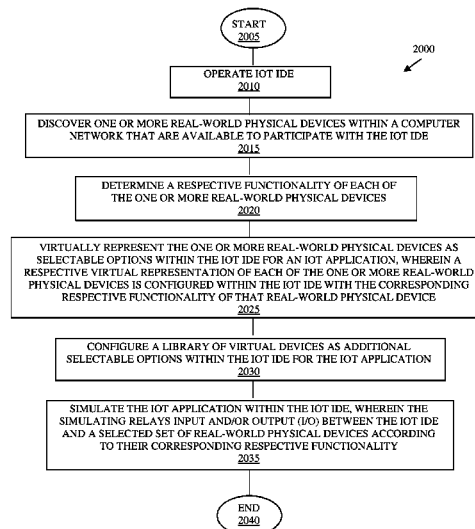 START
2005
2000
OPERATE IOT IDE
2010
DISCOVER ONE OR MORE REAL-WORLD PHYSICAL DEVICES WITHIN A COMPUTER
NETWORK THAT ARE AVAILABLE TO PARTICIPATE WITH THE IOT IDE
2015
DETERMINE A RESPECTIVE FUNCTIONALITY OF EACH OF
THE ONE OR MORE REAL-WORLD PHYSICAL DEVICES
2020
VIRTUALLY REPRESENT THE ONE OR MORE REAL-WORLD PHYSICAL DEVICES AS
SELECTABLE OPTIONS WITHIN THE IOT IDE FOR AN IOT APPLICATION, WHEREIN A
RESPECTIVE VIRTUAL REPRESENTATION OF EACH OF THE ONE OR MORE REAL-WORLD
PHYSICAL DEVICES IS CONFIGURED WITHIN THE IOT IDE WITH THE CORRESPONDING
RESPECTIVE FUNCTIONALITY OF THAT REAL-WORLD PHYSICAL DEVICE
2025
CONFIGURE A LIBRARY OF VIRTUAL DEVICES AS ADDITIONAL
SELECTABLE OPTIONS WITHIN THE IOT IDE FOR THE IOT APPLICATION
2030
SIMULATE THE IOT APPLICATION WITHIN THE IOT IDE, WHEREIN THE
SIMULATING RELAYS INPUT AND/OR OUTPUT (I/O) BETWEEN THE IOT IDE
AND A SELECTED SET OF REAL-WORLD PHYSICAL DEVICES ACCORDING
TO THEIR CORRESPONDING RESPECTIVE FUNCTIONALITY
2035
END
2040